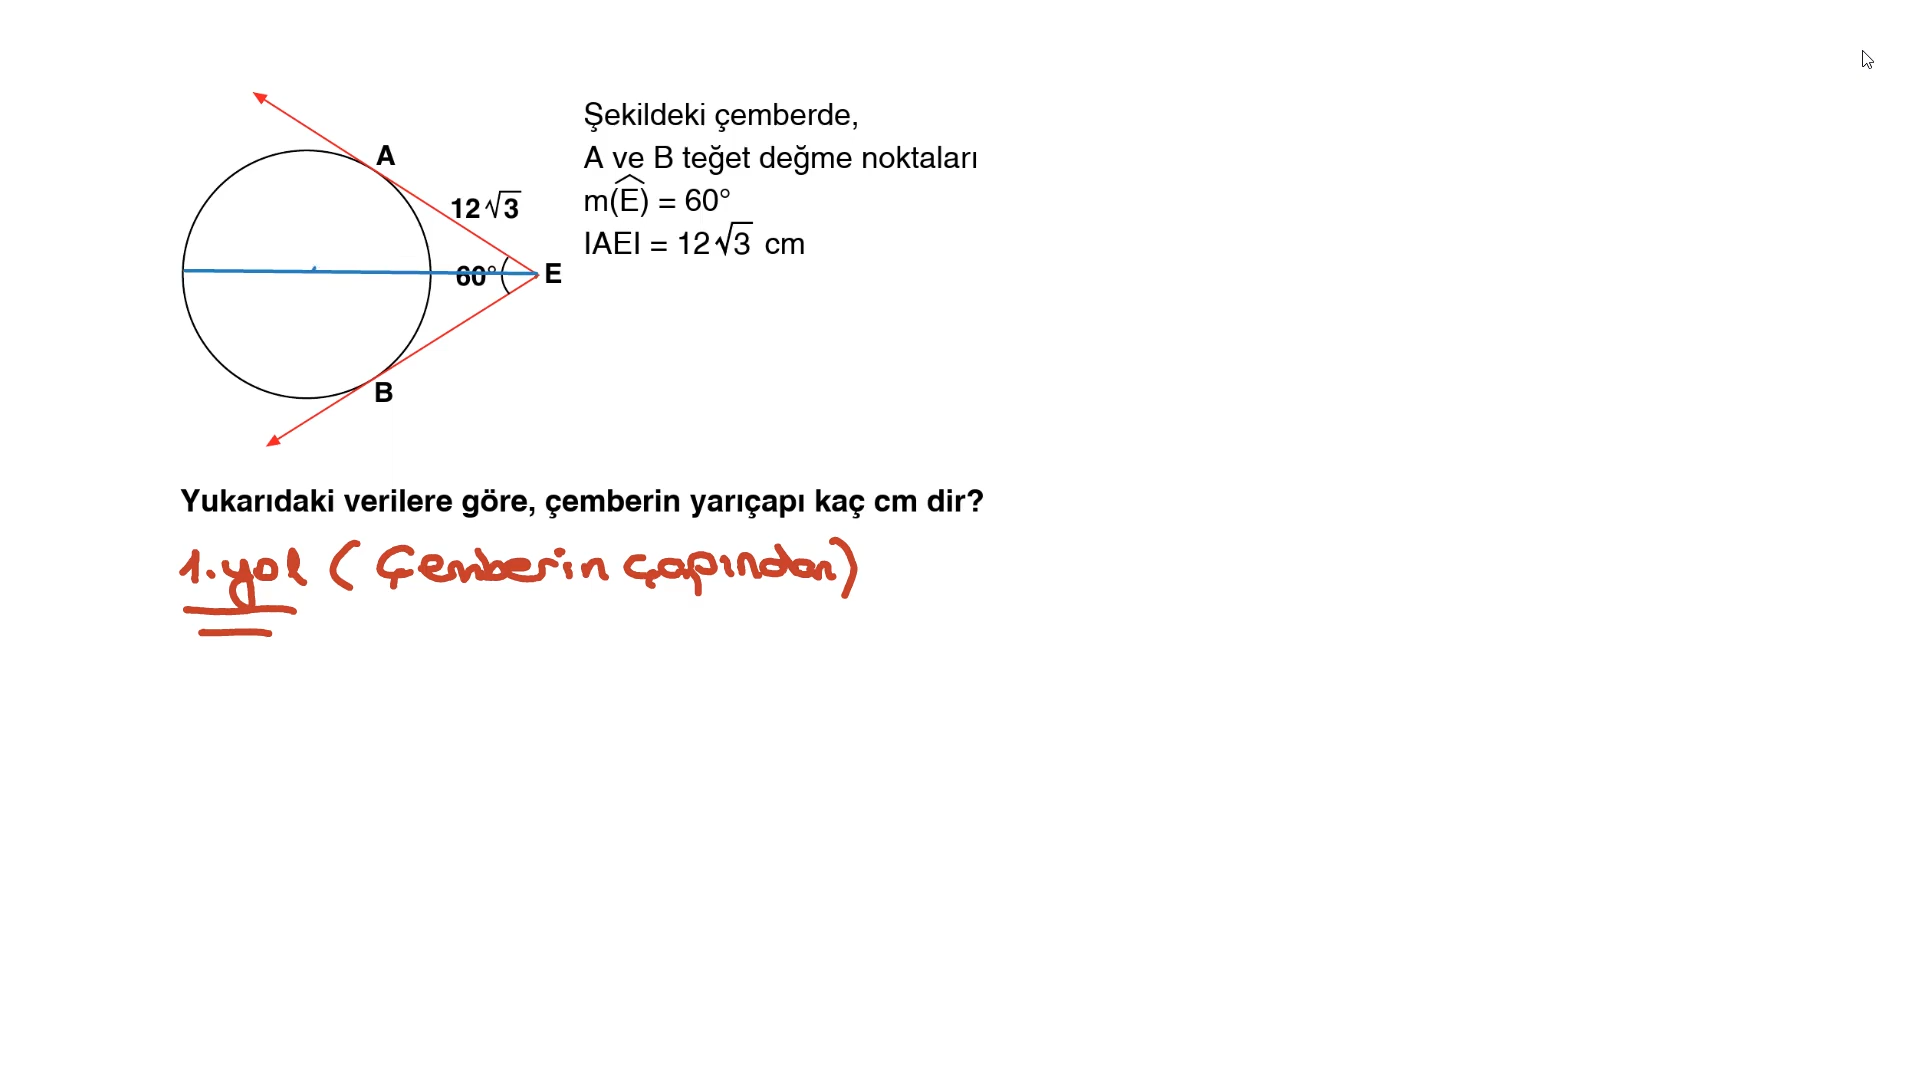 A
12√3
60°
E
B
Şekildeki çemberde,
A ve B teğet değme noktaları
m(Ê) = 60°
IAEI = 12√3 cm
Yukarıdaki verilere göre, çemberin yarıçapı kaç cm dir?
1.yol ( Çemberin çapından)